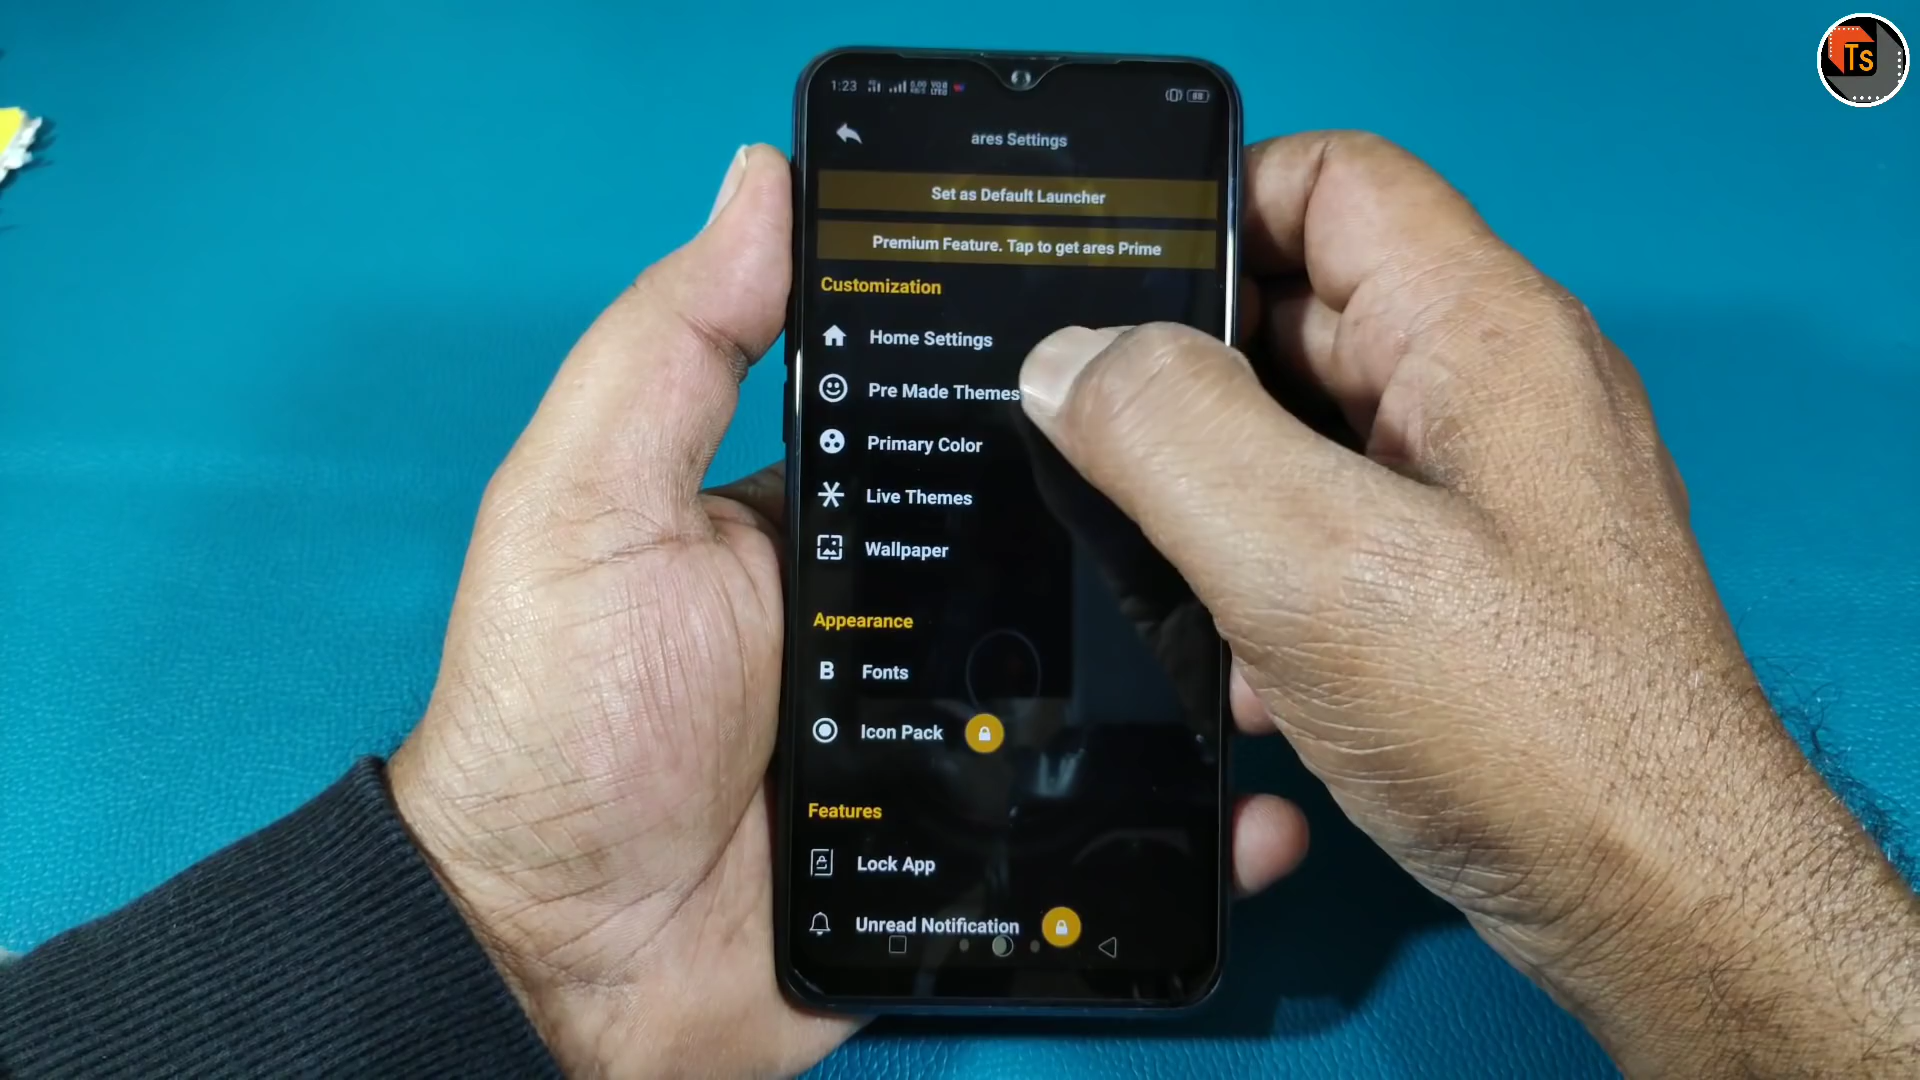 1:23
88
ares Settings
Set as Default Launcher
Premium Feature. Tap to get ares Prime
Customization
Home Settings
Pre Made Themes
Primary Color
Live Themes
Wallpaper
Appearance
B Fonts
Icon Pack
Features
Lock App
Unread Notification
Ts